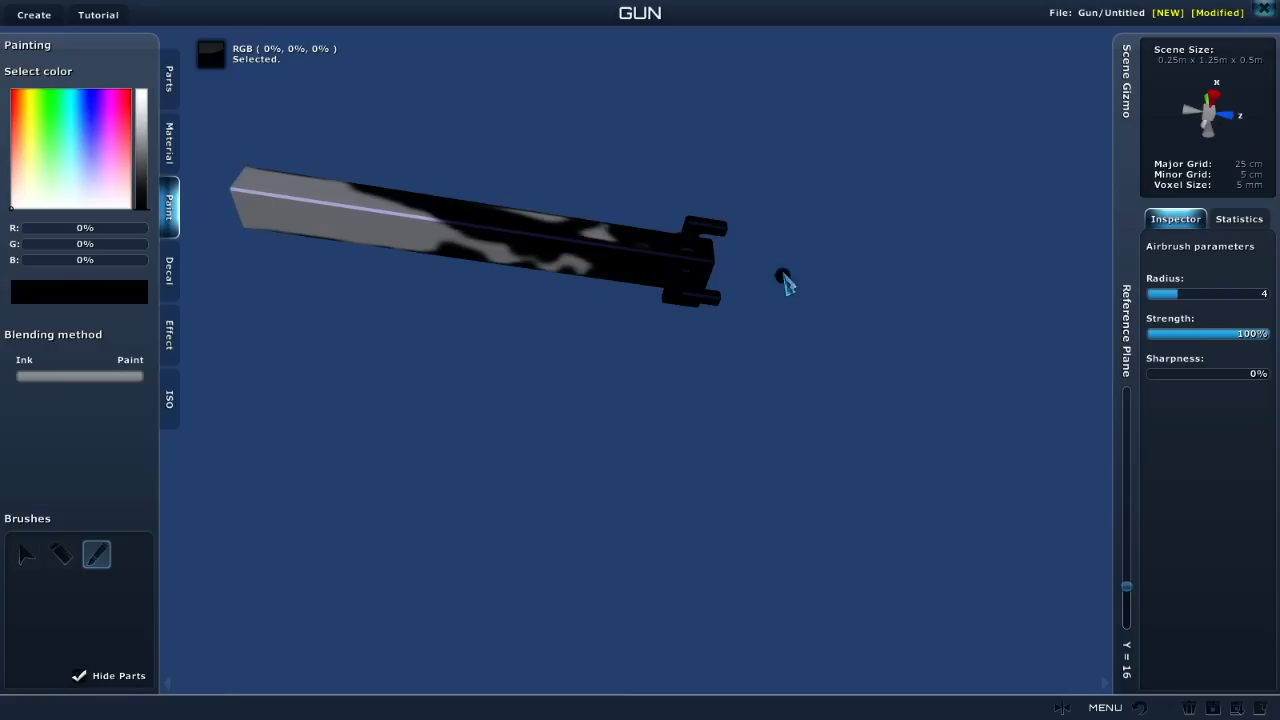 Create
Tutorial
GUN
File: Gun/Untitled [NEW] [Modified]
Painting
Select color
R: 0%
G: 0%
B: 0%
Blending method
Ink Paint
Brushes
Hide Parts
Parts
Material
Paint
Decal
Effect
ISO
RGB ( 0%, 0%, 0% )
Selected.
Scene Gizmo
Reference Plane
Y = 16
Scene Size:
0.25m x 1.25m x 0.5m
X
Z
Major Grid: 25 cm
Minor Grid: 5 cm
Voxel Size: 5 mm
Inspector
Statistics
Airbrush parameters
Radius:
4
Strength:
100%
Sharpness:
0%
MENU